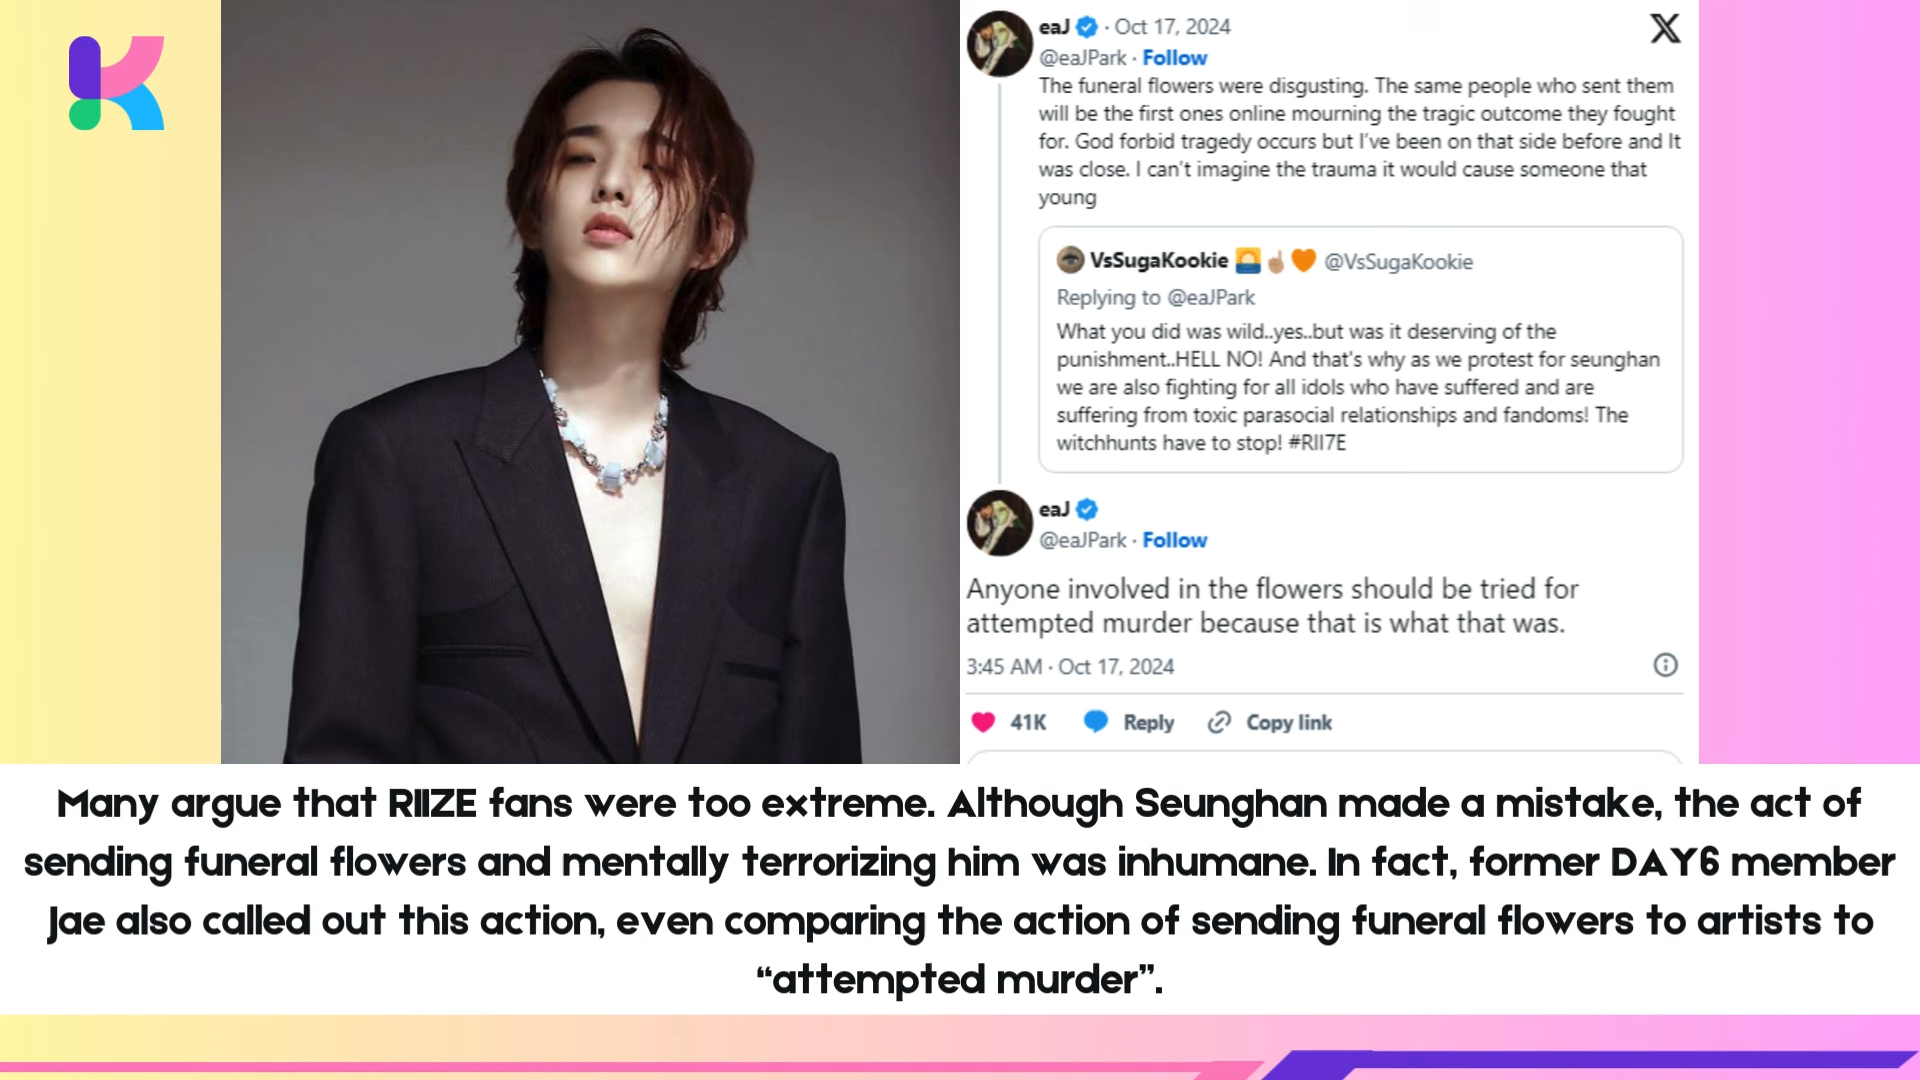 eaJ · Oct 17, 2024
@eaJPark · Follow
The funeral flowers were disgusting. The same people who sent them
will be the first ones online mourning the tragic outcome they fought
for. God forbid tragedy occurs but I've been on that side before and It
was close. I can't imagine the trauma it would cause someone that
young
VsSugaKookie 🌅☝🏽🧡 @VsSugaKookie
Replying to @eaJPark
What you did was wild..yes..but was it deserving of the
punishment..HELL NO! And that's why as we protest for seunghan
we are also fighting for all idols who have suffered and are
suffering from toxic parasocial relationships and fandoms! The
witchhunts have to stop! #RII7E
eaJ
@eaJPark · Follow
Anyone involved in the flowers should be tried for
attempted murder because that is what that was.
3:45 AM · Oct 17, 2024
41K Reply Copy link
Many argue that RIIZE fans were too extreme. Although Seunghan made a mistake, the act of
sending funeral flowers and mentally terrorizing him was inhumane. In fact, former DAY6 member
Jae also called out this action, even comparing the action of sending funeral flowers to artists to
“attempted murder”.